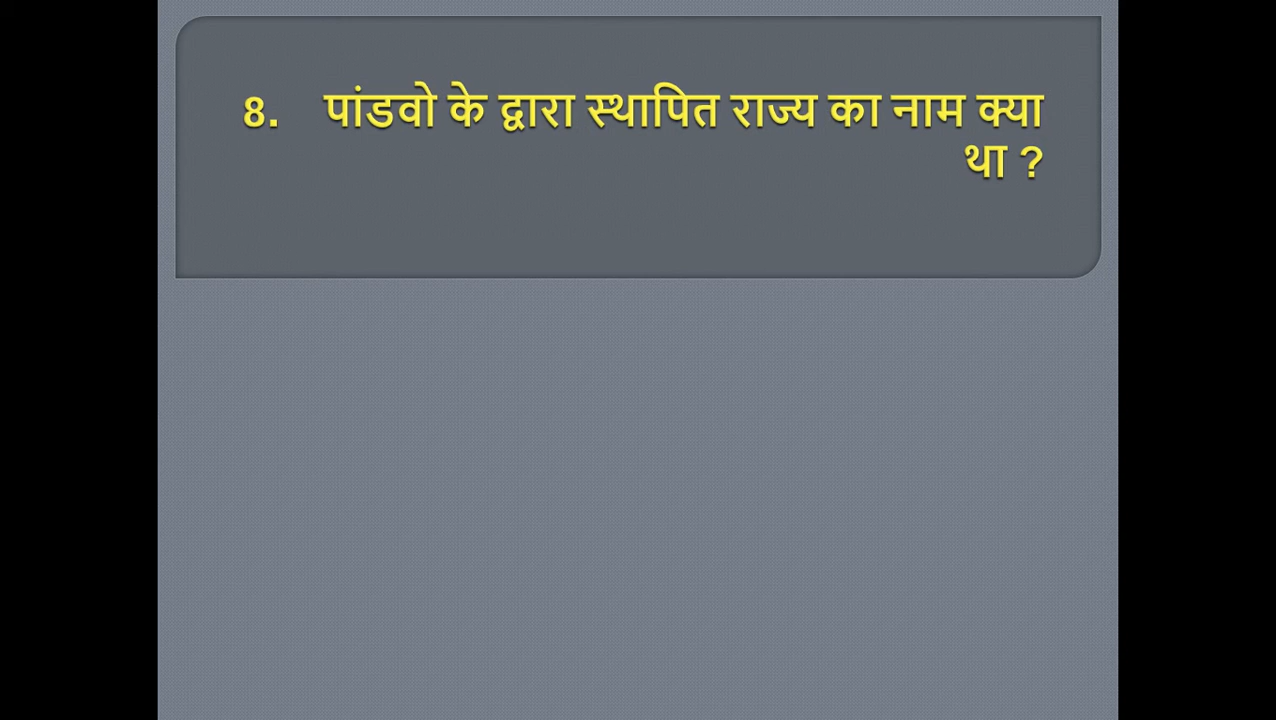 8. पांडवो के द्वारा स्थापित राज्य का नाम क्या
था ?